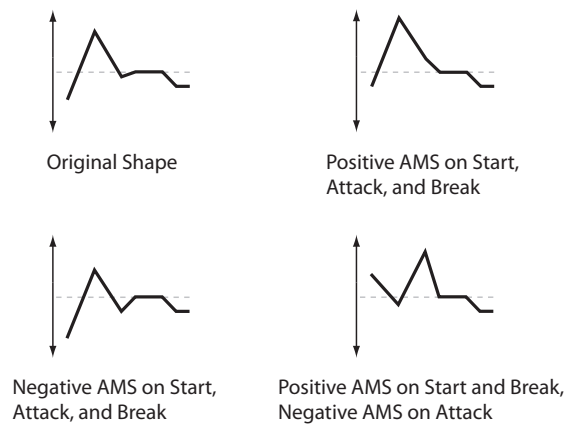 Original Shape
Positive AMS on Start,
Attack, and Break
Negative AMS on Start,
Attack, and Break
Positive AMS on Start and Break,
Negative AMS on Attack